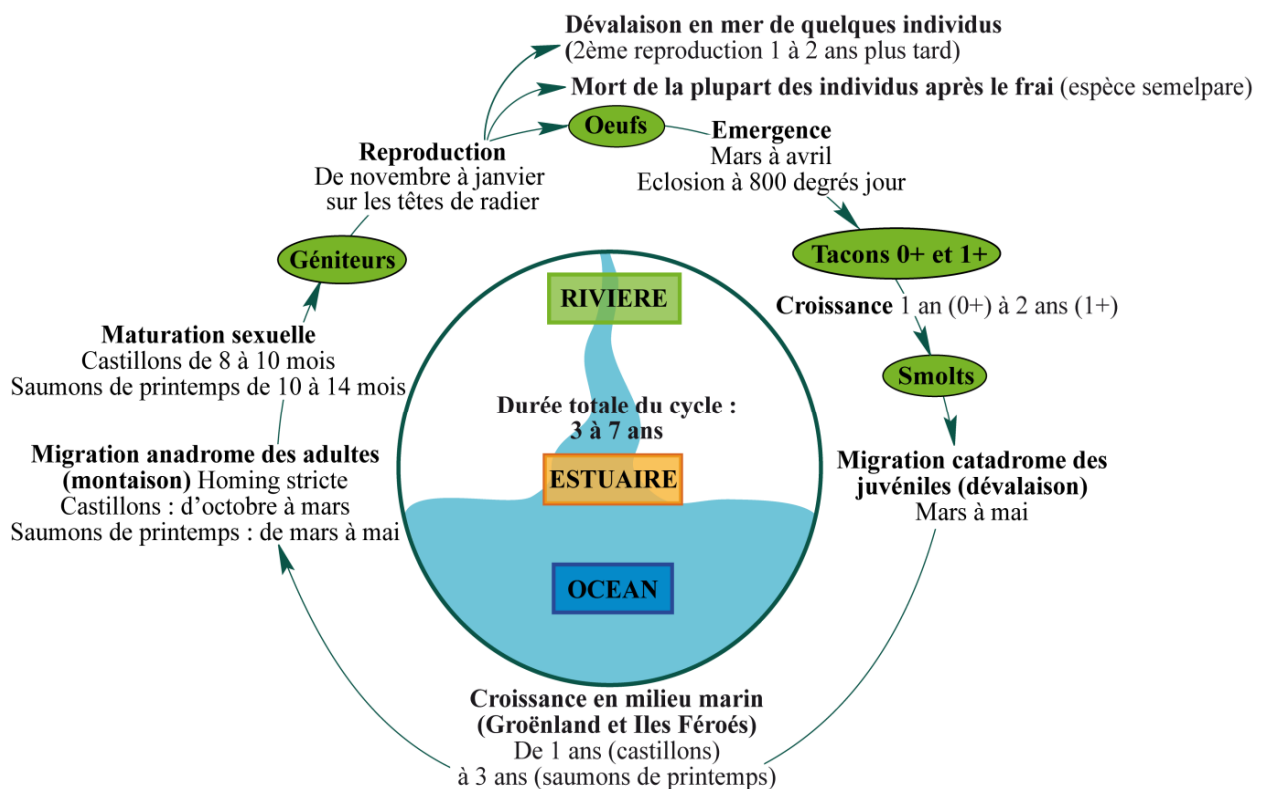 Dévalaison en mer de quelques individus
(2ème reproduction 1 à 2 ans plus tard)
Mort de la plupart des individus après le frai (espèce semelpare)
Oeufs
Emergence
Mars à avril
Eclosion à 800 degrés jour
Reproduction
De novembre à janvier
sur les têtes de radier
Géniteurs
Tacons 0+ et 1+
RIVIERE
Croissance 1 an (0+) à 2 ans (1+)
Maturation sexuelle
Castillons de 8 à 10 mois
Saumons de printemps de 10 à 14 mois
Smolts
Durée totale du cycle :
3 à 7 ans
Migration anadrome des adultes
(montaison) Homing stricte
Castillons : d’octobre à mars
Saumons de printemps : de mars à mai
ESTUAIRE
Migration catadrome des
juvéniles (dévalaison)
Mars à mai
OCEAN
Croissance en milieu marin
(Groënland et Iles Féroés)
De 1 ans (castillons)
à 3 ans (saumons de printemps)